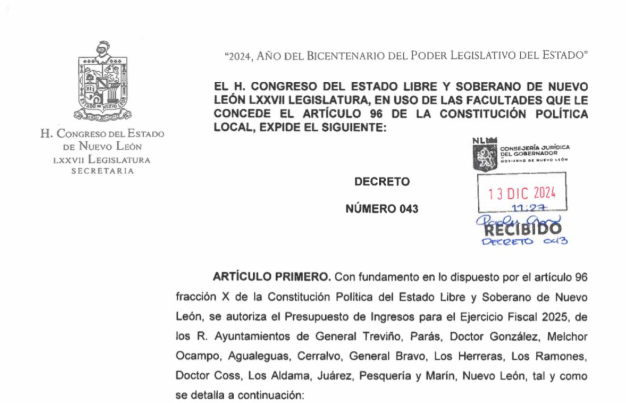 "2024, AÑO DEL BICENTENARIO DEL PODER LEGISLATIVO DEL ESTADO"
EL H. CONGRESO DEL ESTADO LIBRE Y SOBERANO DE NUEVO
LEÓN LXXVII LEGISLATURA, EN USO DE LAS FACULTADES QUE LE
CONCEDE EL ARTÍCULO 96 DE LA CONSTITUCIÓN POLÍTICA
LOCAL, EXPIDE EL SIGUIENTE:
H. CONGRESO DEL ESTADO
DE NUEVO LEÓN
LXXVII LEGISLATURA
SECRETARIA
NL
CONSEJERÍA JURÍDICA
DEL GOBERNADOR
GOBIERNO DE NUEVO LEÓN
DECRETO
NÚMERO 043
13 DIC 2024
11:27
RECIBIDO
DECRETO 043
ARTÍCULO PRIMERO. Con fundamento en lo dispuesto por el articulo 96
fracción X de la Constitución Política del Estado Libre y Soberano de Nuevo
León, se autoriza el Presupuesto de Ingresos para el Ejercicio Fiscal 2025, de
los R. Ayuntamientos de General Treviño, Parás, Doctor González, Melchor
Ocampo, Agualeguas, Cerralvo, General Bravo, Los Herreras, Los Ramones,
Doctor Coss, Los Aldama, Juárez, Pesquería y Marín, Nuevo León, tal y como
se detalla a continuación: